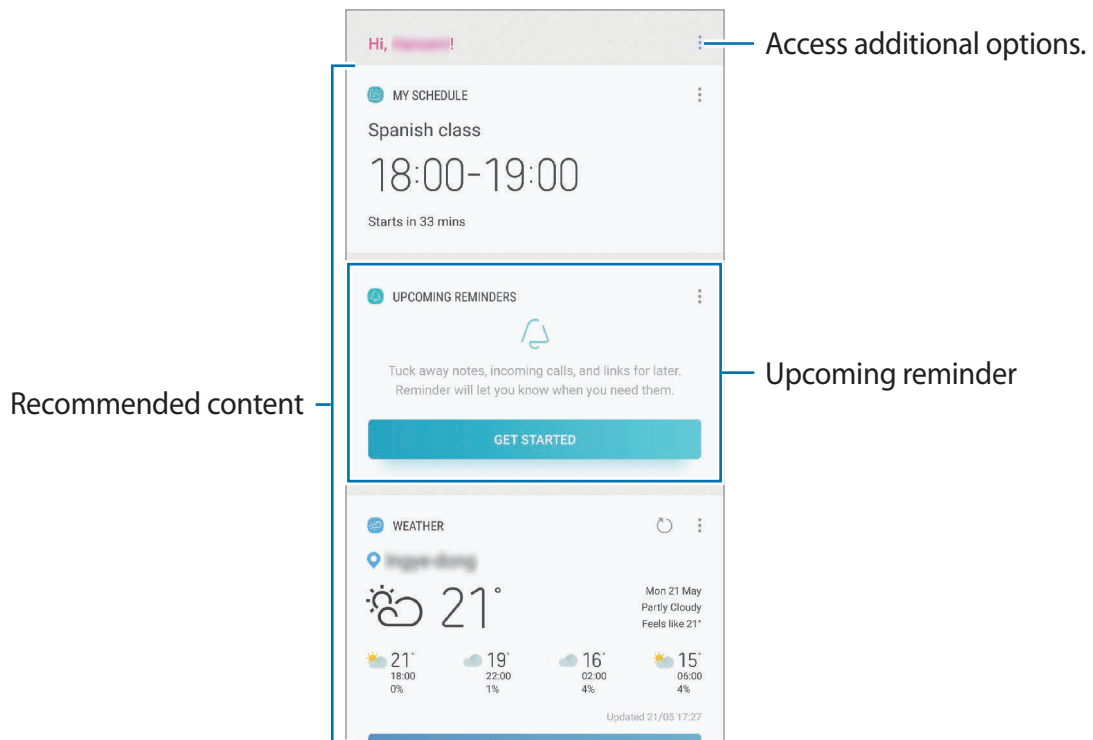 Hi, !
Access additional options.
MY SCHEDULE
Spanish class
18:00-19:00
Starts in 33 mins
UPCOMING REMINDERS
Tuck away notes, incoming calls, and links for later.
Reminder will let you know when you need them.
Upcoming reminder
Recommended content
GET STARTED
WEATHER
21°
Mon 21 May
Partly Cloudy
Feels like 21°
21° 19° 16° 15°
18:00 22:00 02:00 06:00
0% 1% 4% 4%
Updated 21/05 17:27